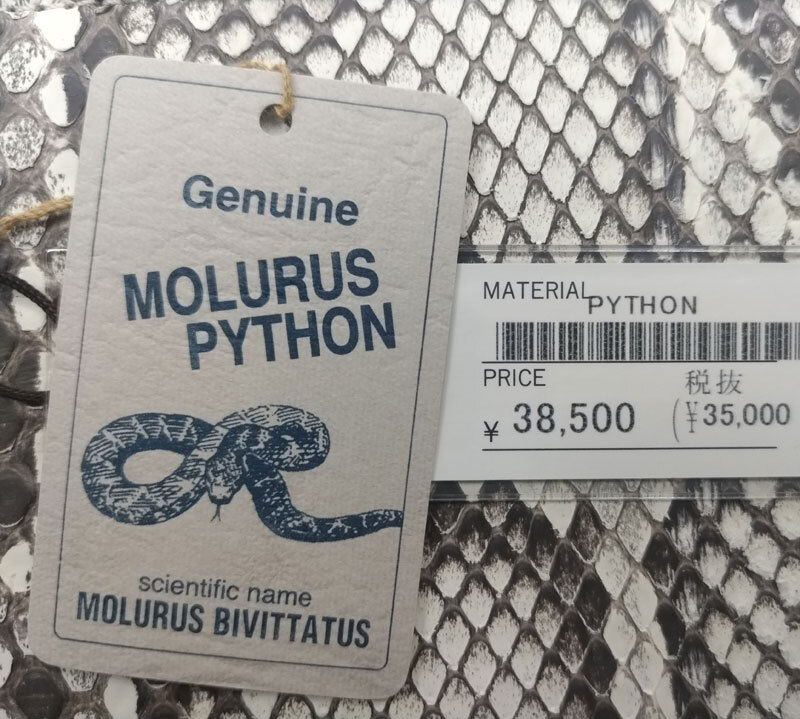 Genuine
MOLURUS
PYTHON
scientific name
MOLURUS BIVITTATUS
MATERIAL PYTHON
PRICE
税抜
¥ 38,500 (¥35,000